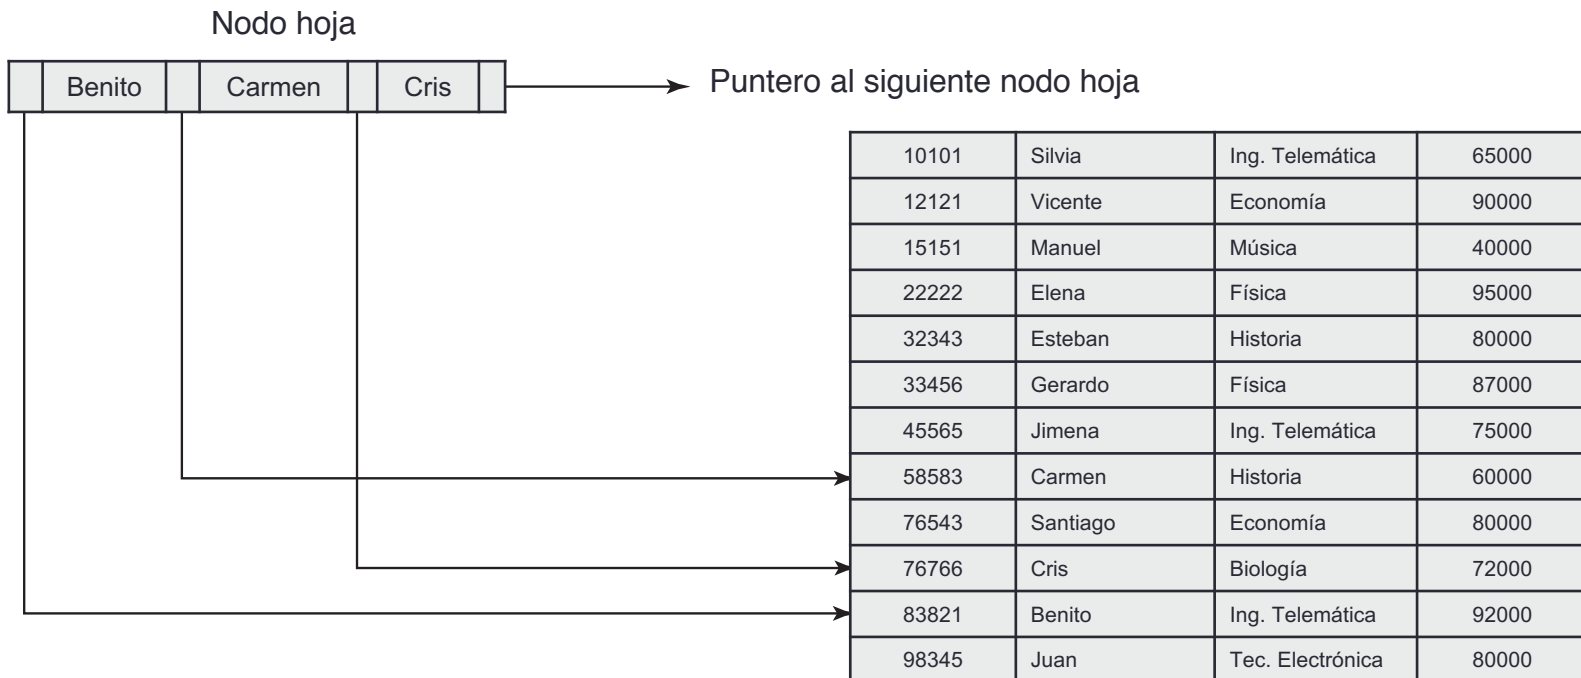 Nodo hoja
Benito Carmen Cris
Puntero al siguiente nodo hoja
10101 Silvia Ing. Telemática 65000
12121 Vicente Economía 90000
15151 Manuel Música 40000
22222 Elena Física 95000
32343 Esteban Historia 80000
33456 Gerardo Física 87000
45565 Jimena Ing. Telemática 75000
58583 Carmen Historia 60000
76543 Santiago Economía 80000
76766 Cris Biología 72000
83821 Benito Ing. Telemática 92000
98345 Juan Tec. Electrónica 80000